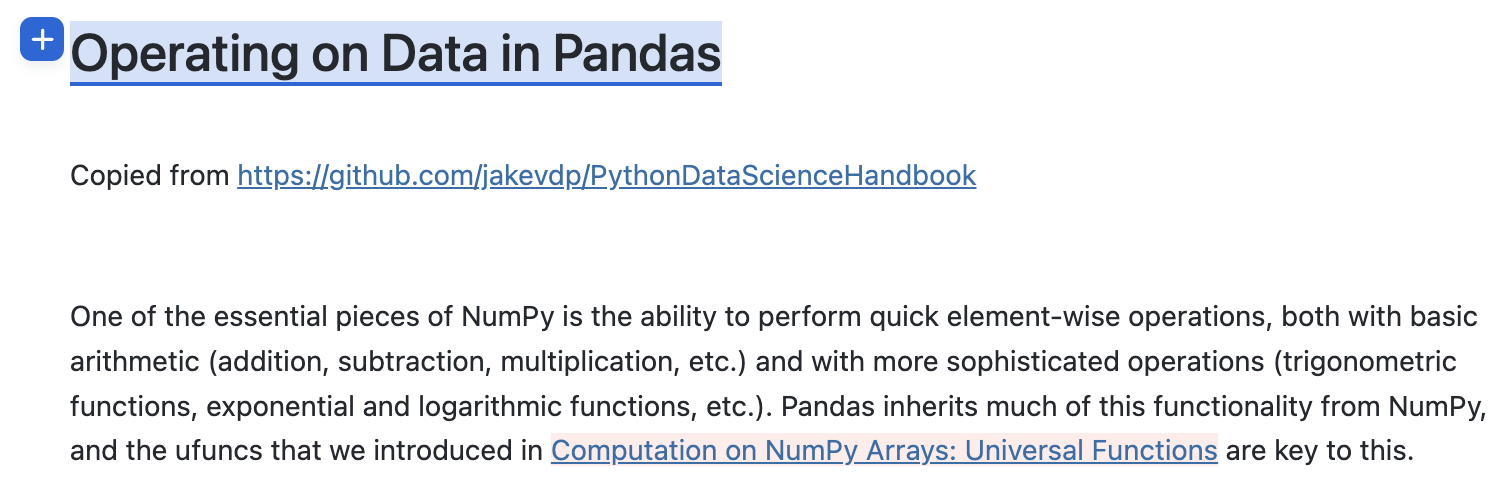 Operating on Data in Pandas
Copied from https://github.com/jakevdp/PythonDataScienceHandbook
One of the essential pieces of NumPy is the ability to perform quick element-wise operations, both with basic
arithmetic (addition, subtraction, multiplication, etc.) and with more sophisticated operations (trigonometric
functions, exponential and logarithmic functions, etc.). Pandas inherits much of this functionality from NumPy,
and the ufuncs that we introduced in Computation on NumPy Arrays: Universal Functions are key to this.